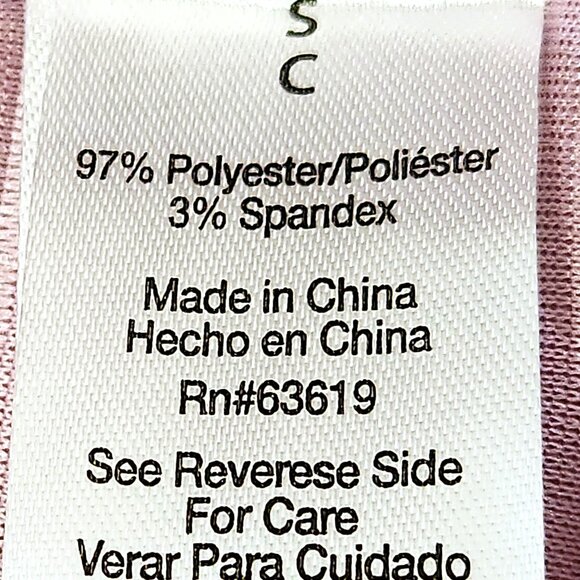 S
C
97% Polyester/Poliéster
3% Spandex
Made in China
Hecho en China
Rn#63619
See Reverese Side
For Care
Verar Para Cuidado